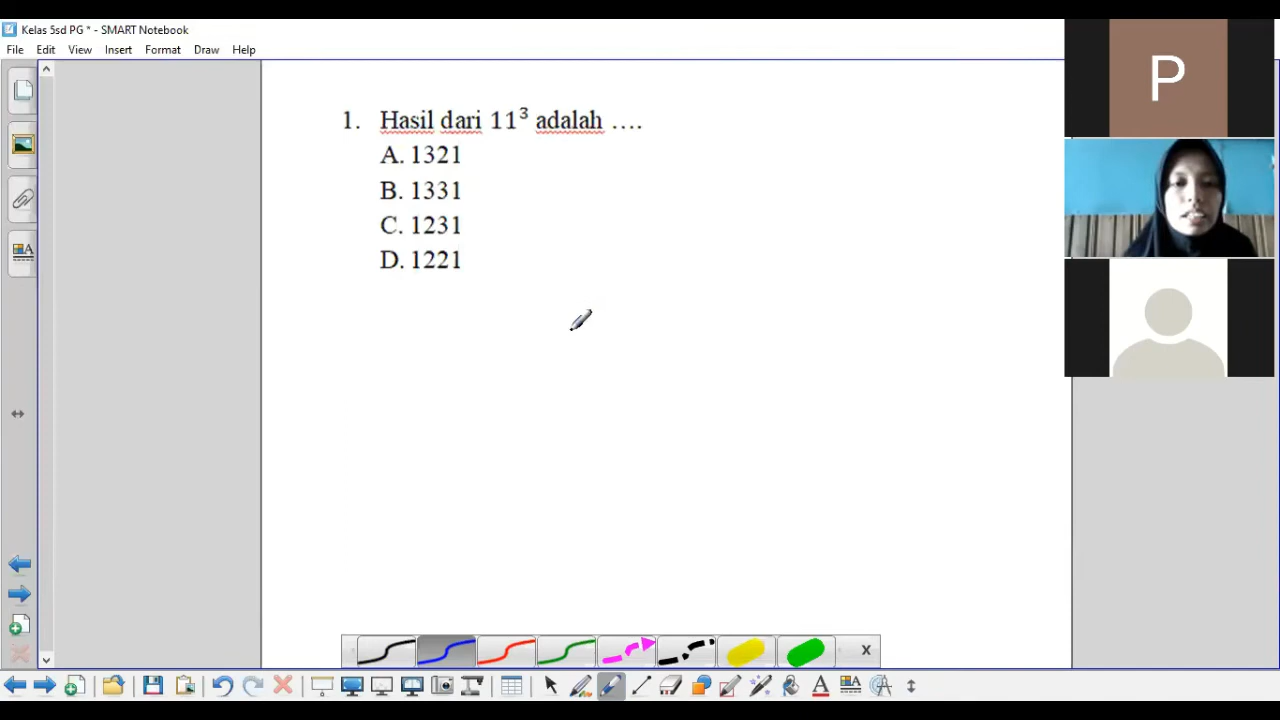 Kelas 5sd PG * - SMART Notebook
File Edit View Insert Format Draw Help
1. Hasil dari 11³ adalah ....
A. 1321
B. 1331
C. 1231
D. 1221
P
A
x
A